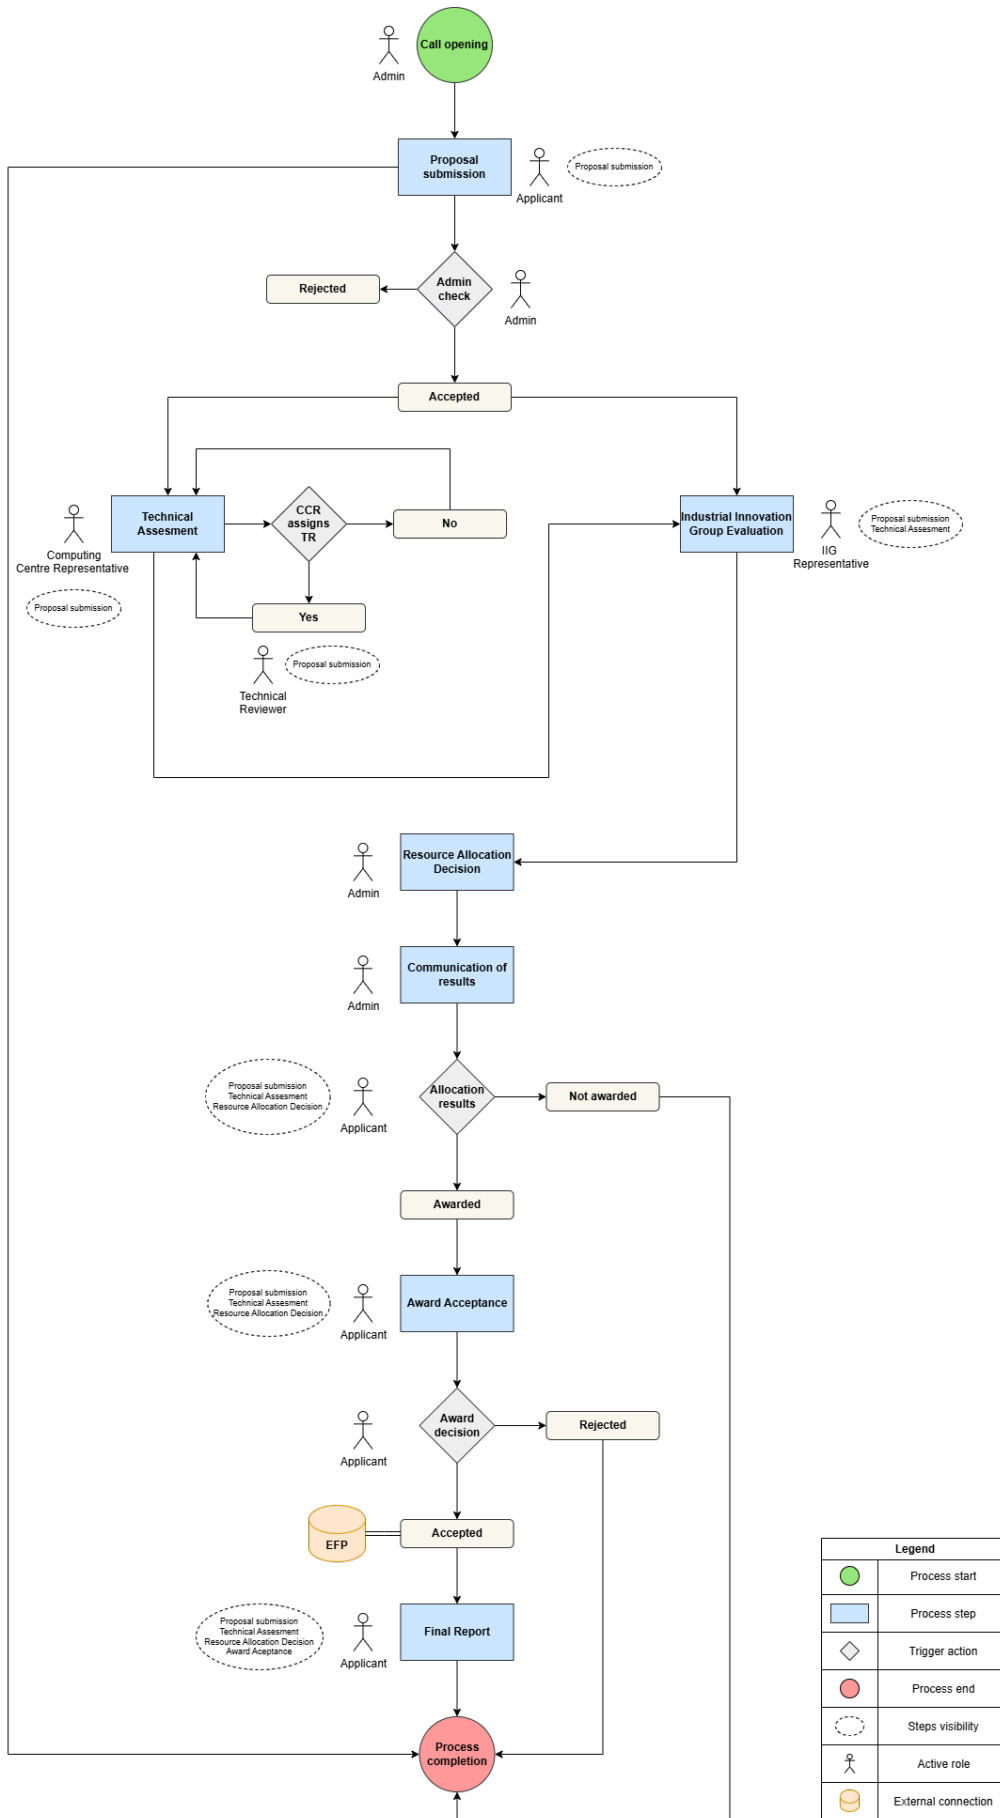 Call opening
Admin
Proposal
submission
Applicant
Proposal submission
Rejected
Admin
check
Admin
Accepted
Technical
Assesment
CCR
assigns
TR
No
Industrial Innovation
Group Evaluation
IIG
Representative
Proposal submission
Technical Assesment
Computing
Centre Representative
Proposal submission
Yes
Technical
Reviewer
Proposal submission
Resource Allocation
Decision
Admin
Communication of
results
Admin
Proposal submission
Technical Assesment
Resource Allocation Decision
Applicant
Allocation
results
Not awarded
Awarded
Proposal submission
Technical Assesment
Resource Allocation Decision
Applicant
Award Acceptance
Applicant
Award
decision
Rejected
EFP
Accepted
Proposal submission
Technical Assesment
Resource Allocation Decision
Award Aceptance
Applicant
Final Report
Process
completion
Legend
Process start
Process step
Trigger action
Process end
Steps visibility
Active role
External connection